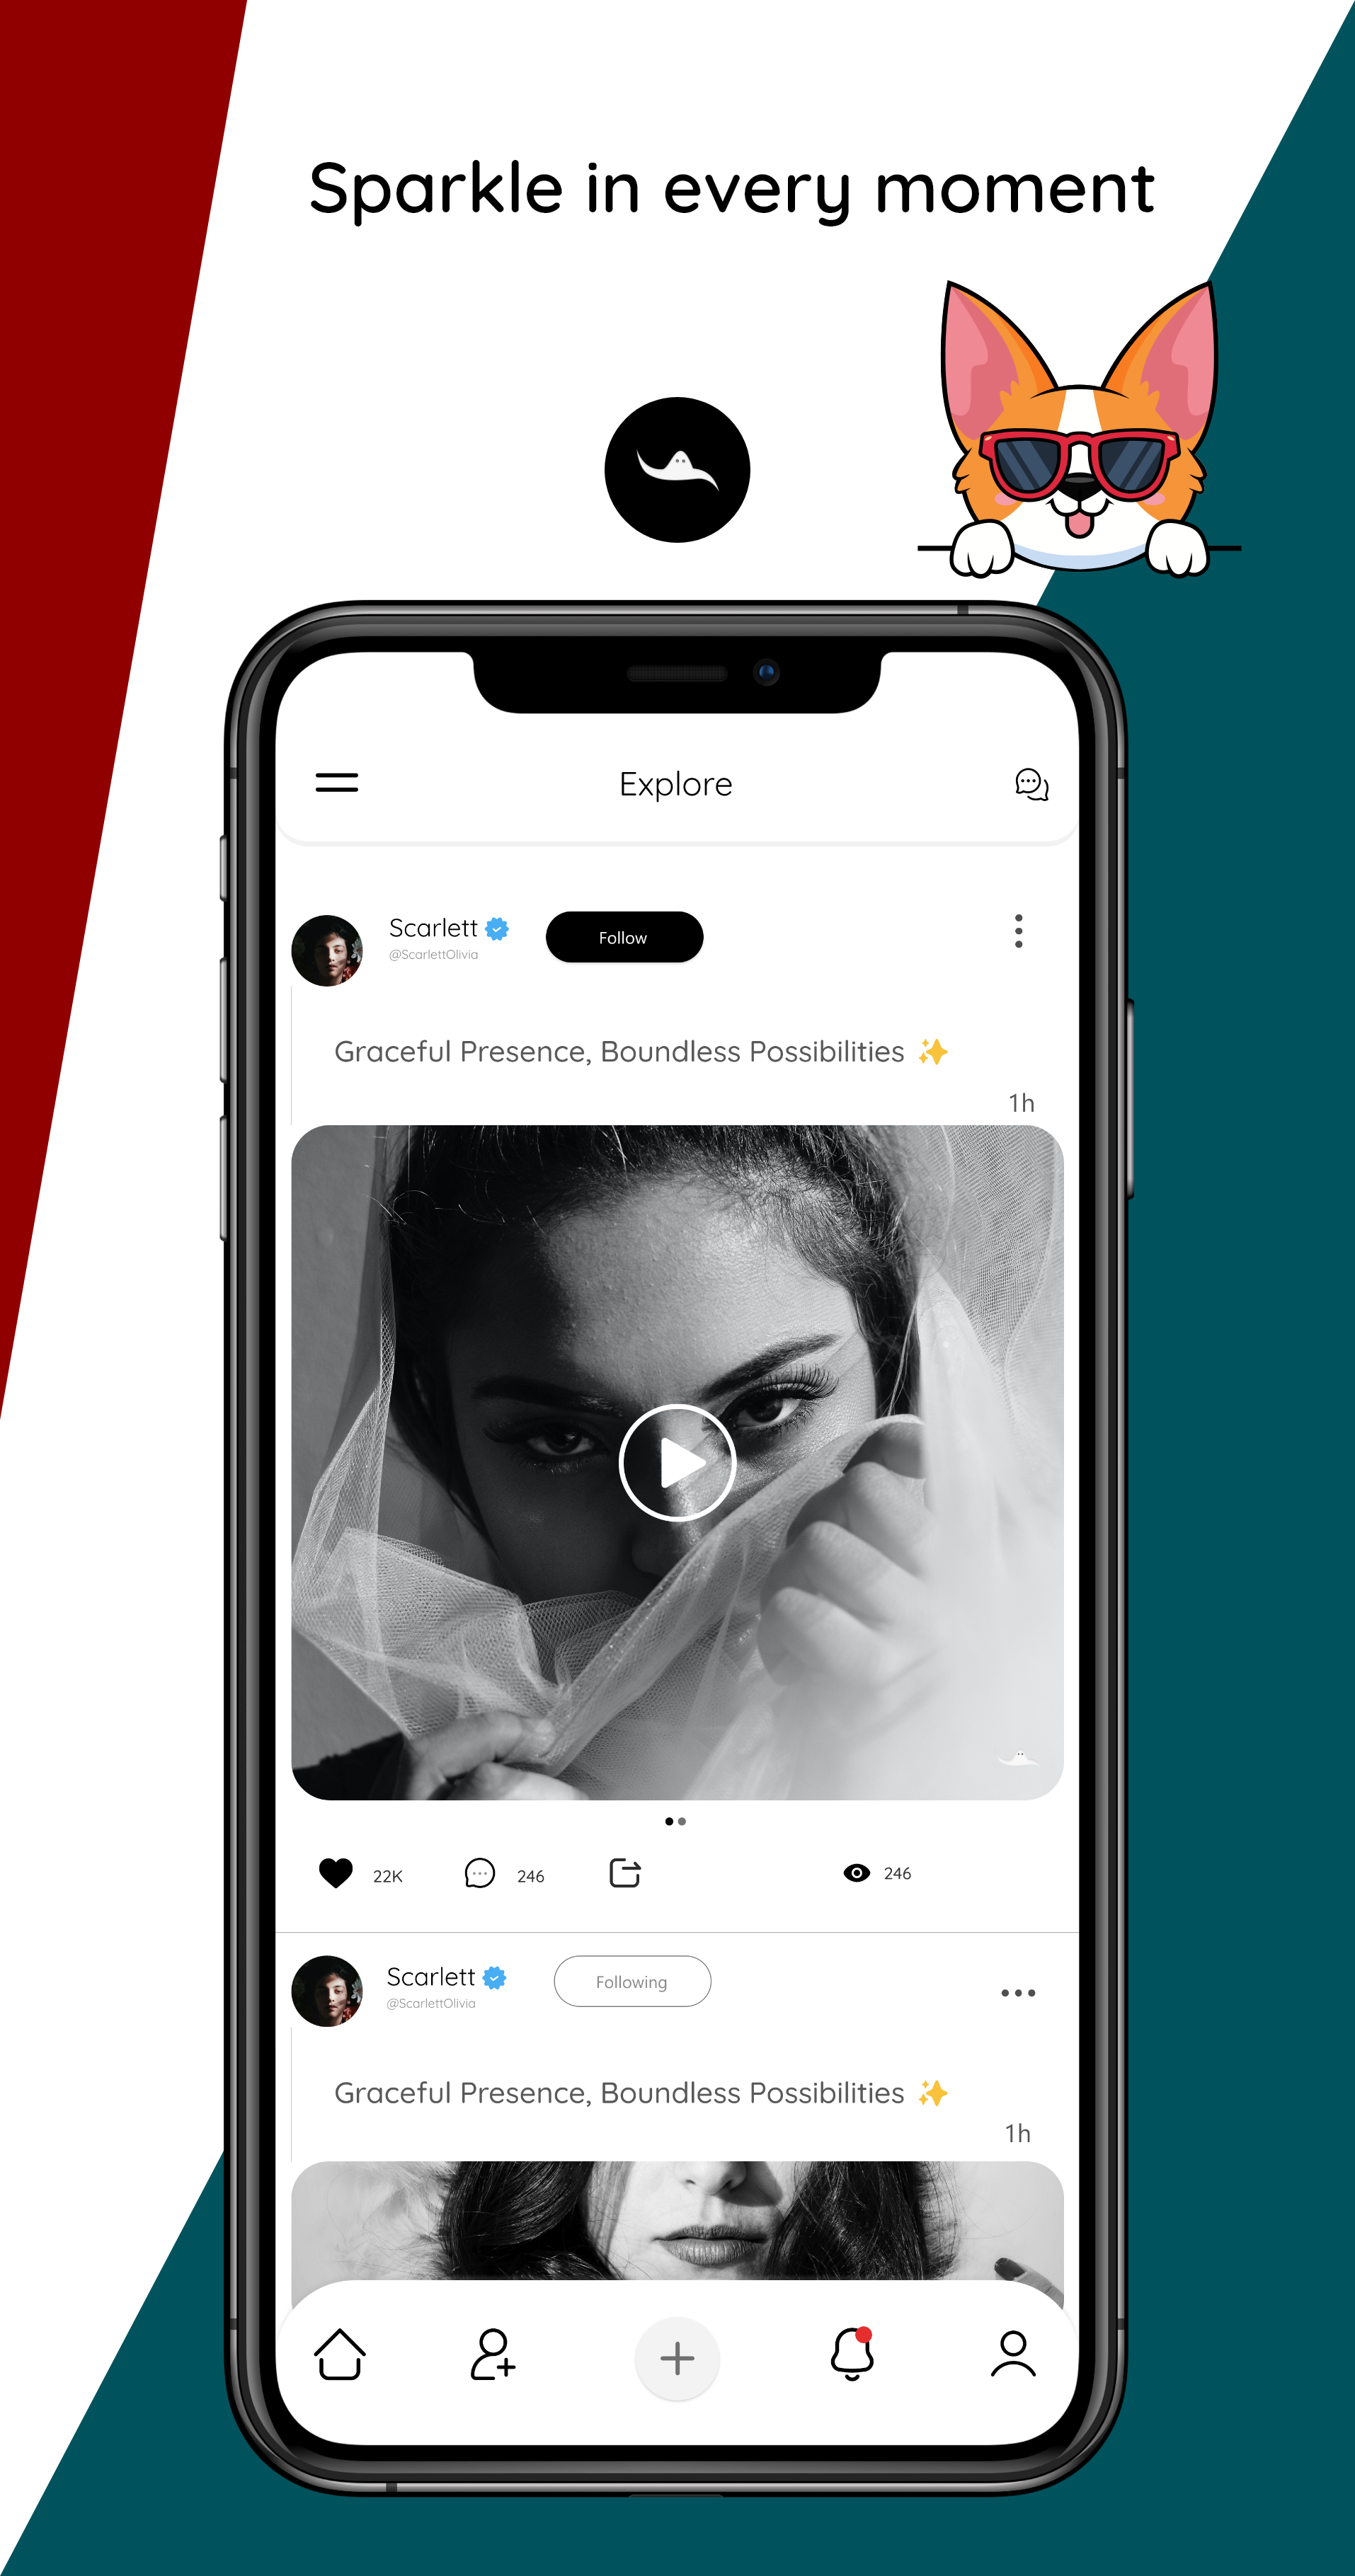 Sparkle in every moment
Explore
Scarlett
@ScarlettOlivia
Follow
Graceful Presence, Boundless Possibilities ✨
1h
22K
246
246
Scarlett
@ScarlettOlivia
Following
Graceful Presence, Boundless Possibilities ✨
1h